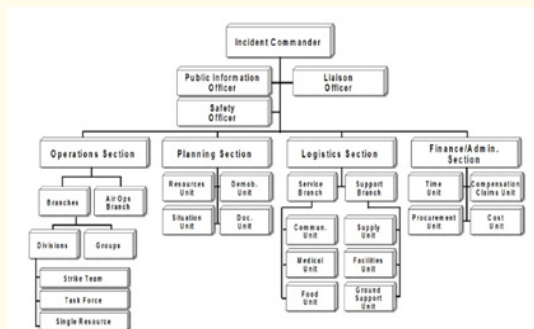 Incident Commander
Public Information
Officer
Liaison
Officer
Safety
Officer
Operations Section
Planning Section
Logistics Section
Finance/Admin.
Section
Branches
Air Ops
Branch
Divisions
Groups
Strike Team
Task Force
Single Resource
Resources
Unit
Demob.
Unit
Situation
Unit
Doc.
Unit
Service
Branch
Support
Branch
Commun.
Unit
Supply
Unit
Medical
Unit
Facilities
Unit
Food
Unit
Ground
Support
Unit
Time
Unit
Compensation
Claims Unit
Procurement
Unit
Cost
Unit